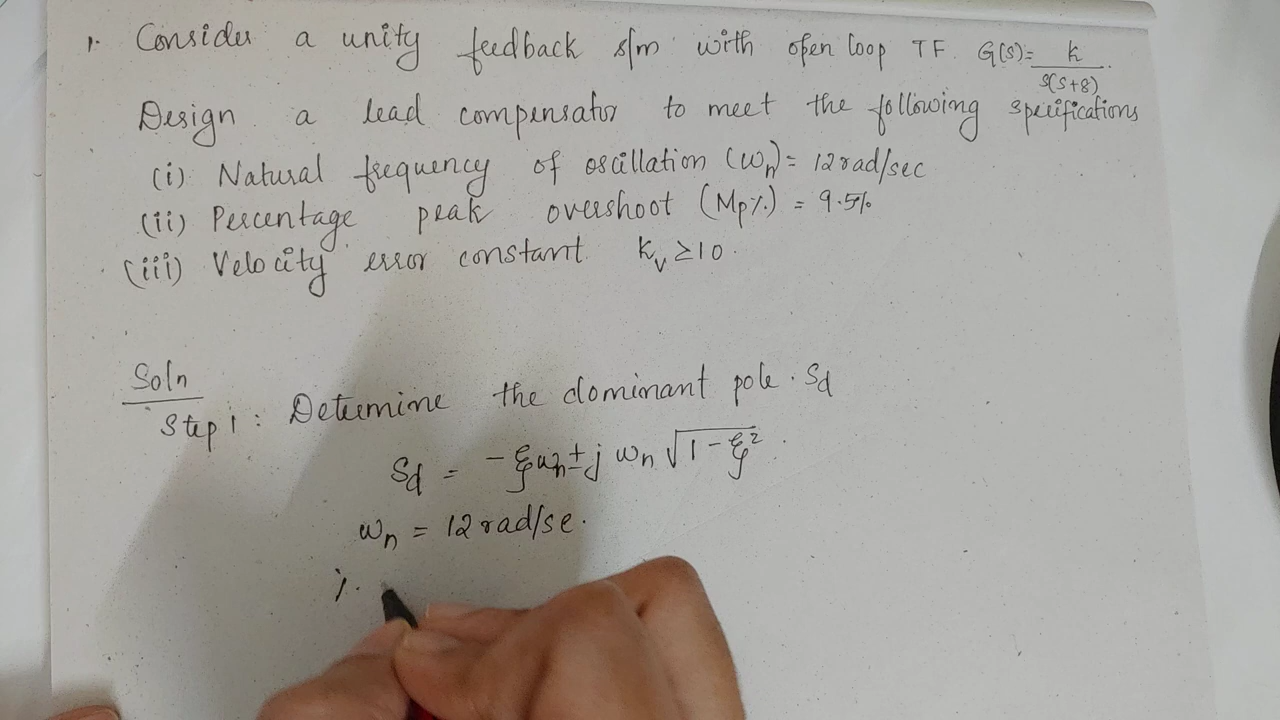 1. Consider a unity feedback s/m with open loop TF. G(s)= k / s(s+8).
Design a lead compensator to meet the following specifications
(i) Natural frequency of oscillation (ωn)= 12 rad/sec
(ii) Percentage peak overshoot (Mp%) = 9.5%
(iii) Velocity error constant. kv ≥10.
Soln
Step 1: Determine the dominant pole. Sd
Sd = -ξωn±j ωn √1-ξ².
ωn = 12 rad/se.